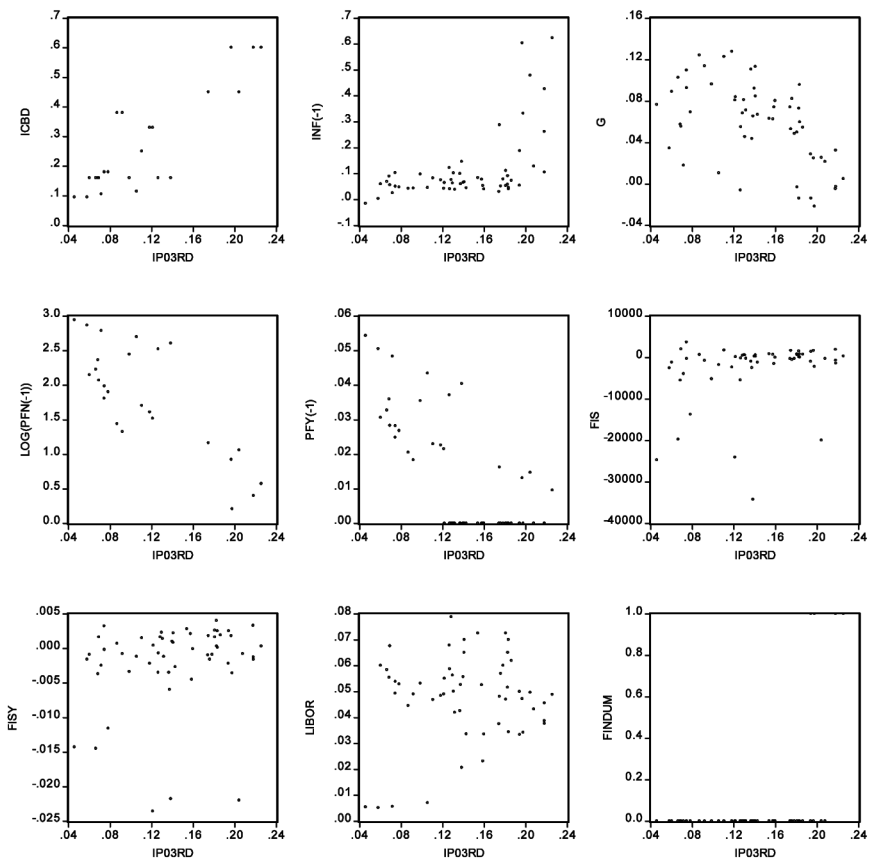 .7
.6
.5
.4
.3
.2
.1
.0
ICBD
.04 .08 .12 .16 .20 .24
IP03RD
.7
.6
.5
.4
.3
.2
.1
.0
-.1
INF(-1)
.04 .08 .12 .16 .20 .24
IP03RD
.16
.12
.08
.04
.00
-.04
G
.04 .08 .12 .16 .20 .24
IP03RD
3.0
2.5
2.0
1.5
1.0
0.5
0.0
LOG(PFN(-1))
.04 .08 .12 .16 .20 .24
IP03RD
.06
.05
.04
.03
.02
.01
.00
PFY(-1)
.04 .08 .12 .16 .20 .24
IP03RD
10000
0
-10000
-20000
-30000
-40000
FIS
.04 .08 .12 .16 .20 .24
IP03RD
.005
.000
-.005
-.010
-.015
-.020
-.025
FISY
.04 .08 .12 .16 .20 .24
IP03RD
.08
.07
.06
.05
.04
.03
.02
.01
.00
LIBOR
.04 .08 .12 .16 .20 .24
IP03RD
1.0
0.8
0.6
0.4
0.2
0.0
FINDUM
.04 .08 .12 .16 .20 .24
IP03RD